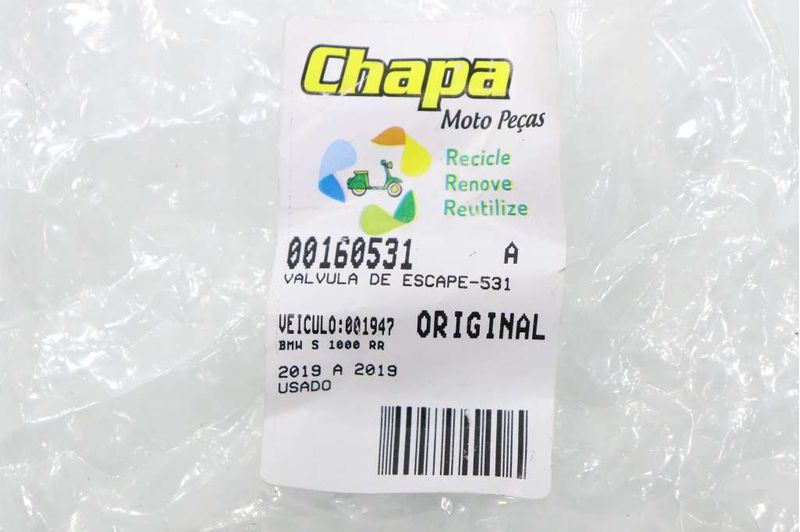 Chapa
Moto Peças
Recicle
Renove
Reutilize
00160531 A
VALVULA DE ESCAPE-531
VEICULO:001947 ORIGINAL
BMW S 1000 RR
2019 A 2019
USADO